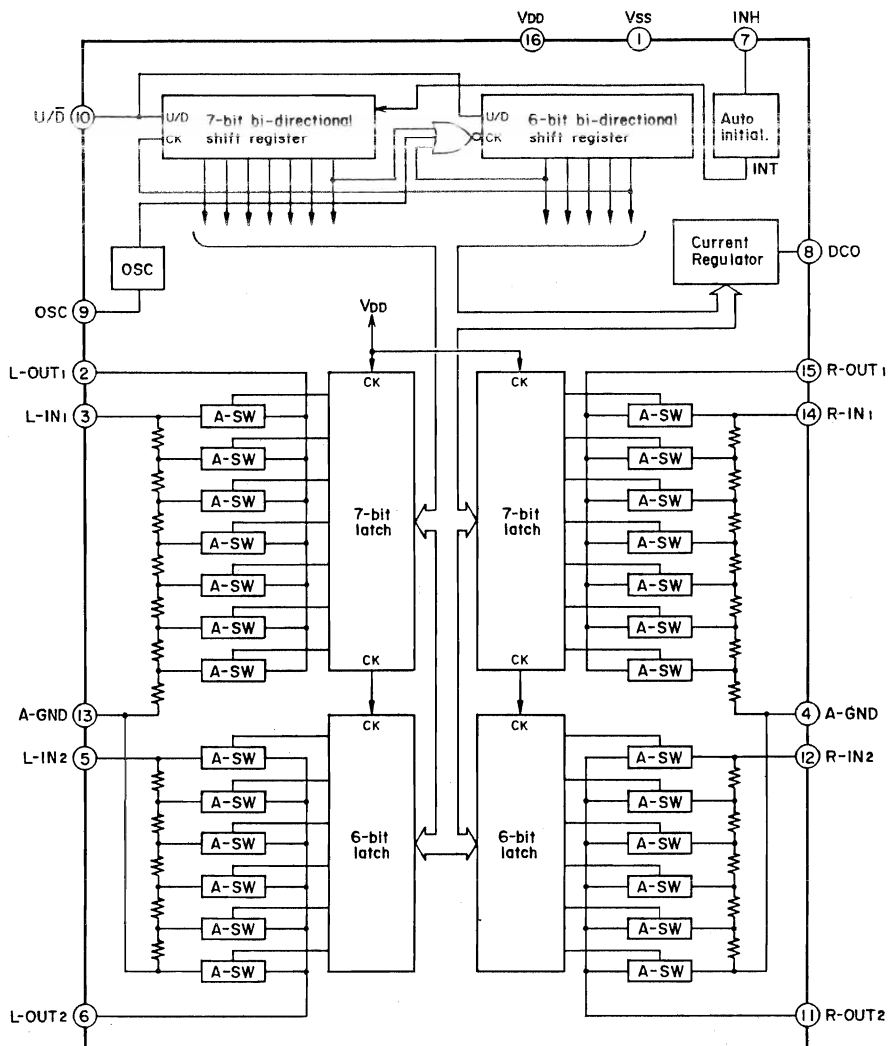 VDD
VSS
INH
16
1
7
U/D̅
10
U/D
CK
7-bit bi-directional
shift register
U/D
CK
6-bit bi-directional
shift register
Auto
initial.
INT
OSC
Current
Regulator
8
DCO
OSC
9
VDD
L-OUT1
2
CK
CK
15
R-OUT1
L-IN1
3
A-SW
A-SW
14
R-IN1
A-SW
A-SW
A-SW
A-SW
A-SW
7-bit
latch
7-bit
latch
A-SW
A-SW
A-SW
A-SW
A-SW
A-SW
CK
CK
A-SW
A-GND
13
CK
CK
4
A-GND
L-IN2
5
A-SW
A-SW
12
R-IN2
A-SW
A-SW
A-SW
6-bit
latch
6-bit
latch
A-SW
A-SW
A-SW
A-SW
A-SW
A-SW
A-SW
L-OUT2
6
11
R-OUT2